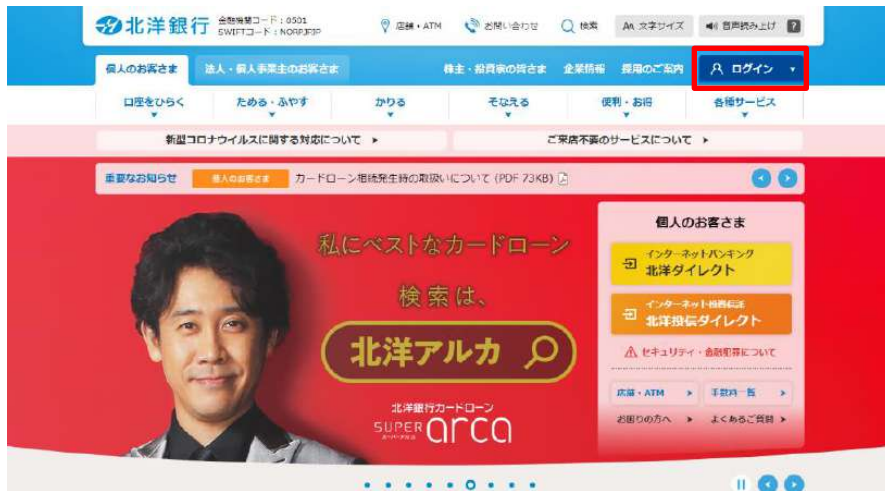 北洋銀行
金融機関コード：0501
SWIFTコード：NORPJPJP
店舗・ATM
お問い合わせ
検索
AA 文字サイズ
音声読み上げ ?
個人のお客さま
法人・個人事業主のお客さま
株主・投資家の皆さま
企業情報
採用のご案内
ログイン
口座をひらく
ためる・ふやす
かりる
そなえる
便利・お得
各種サービス
新型コロナウイルスに関する対応について
ご来店不要のサービスについて
重要なお知らせ
個人のお客さま
カードローン相続発生時の取扱いについて (PDF 73KB)
私にベストなカードローン
検索は、
北洋アルカ
北洋銀行カードローン
SUPER arca
スーパーアルカ
個人のお客さま
インターネットバンキング
北洋ダイレクト
インターネット投資信託
北洋投信ダイレクト
セキュリティ・金融犯罪について
店舗・ATM
手数料一覧
お困りの方へ
よくあるご質問